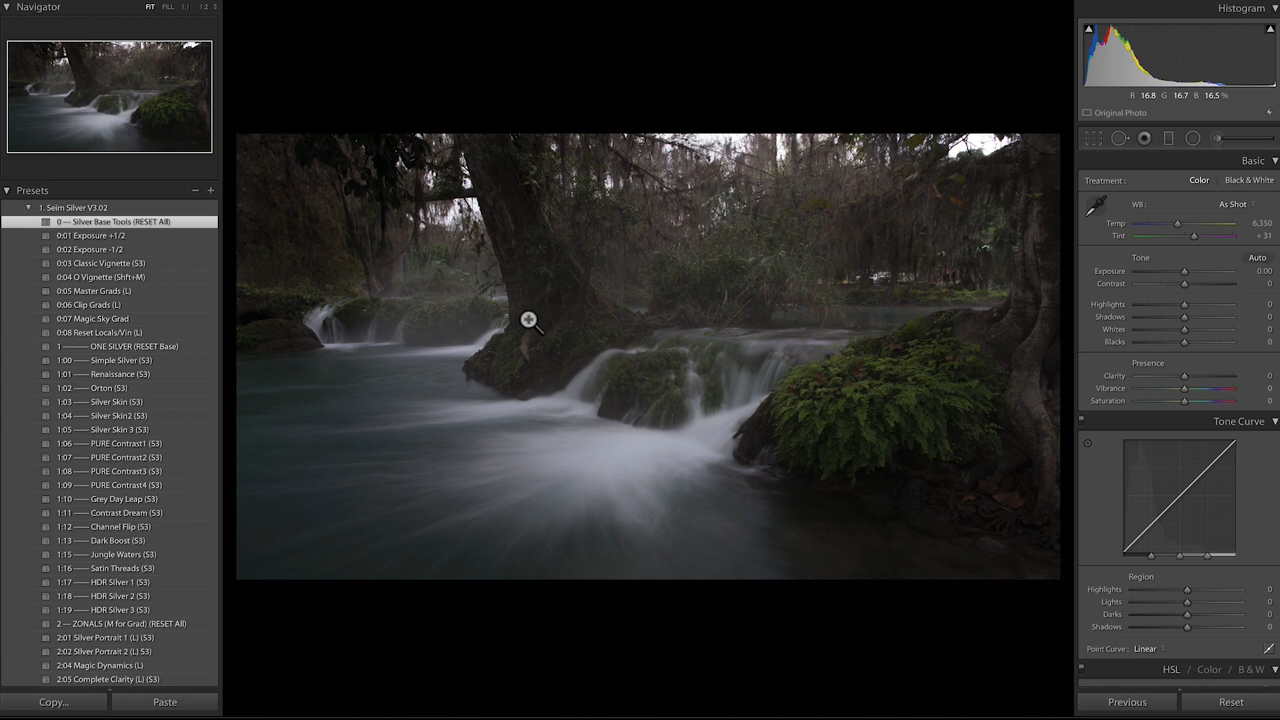 Navigator
FIT FILL 1:1 1:2
Presets
1. Seim Silver V3.02
0 --- Silver Base Tools (RESET All)
0:01 Exposure +1/2
0:02 Exposure -1/2
0:03 Classic Vignette (S3)
0:04 O Vignette (Shft+M)
0:05 Master Grads (L)
0:06 Clip Grads (L)
0:07 Magic Sky Grad
0:08 Reset Locals/Vin (L)
1 ---------- ONE SILVER (RESET Base)
1:00 ------ Simple Silver (S3)
1:01 ------ Renaissance (S3)
1:02 ------ Orton (S3)
1:03 ------ Silver Skin (S3)
1:04 ------ Silver Skin2 (S3)
1:05 ------ Silver Skin 3 (S3)
1:06 ------ PURE Contrast1 (S3)
1:07 ------ PURE Contrast2 (S3)
1:08 ------ PURE Contrast3 (S3)
1:09 ------ PURE Contrast4 (S3)
1:10 ------ Grey Day Leap (S3)
1:11 ------ Contrast Dream (S3)
1:12 ------ Channel Flip (S3)
1:13 ------ Dark Boost (S3)
1:15 ------ Jungle Waters (S3)
1:16 ------ Satin Threads (S3)
1:17 ------ HDR Silver 1 (S3)
1:18 ------ HDR Silver 2 (S3)
1:19 ------ HDR Silver 3 (S3)
2 --- ZONALS (M for Grad) (RESET All)
2:01 Silver Portrait 1 (L) (S3)
2:02 Silver Portrait 2 (L) S3)
2:04 Magic Dynamics (L)
2:05 Complete Clarity (L) (S3)
Copy... Paste
Histogram
R 16.8 G 16.7 B 16.5 %
Original Photo
Basic
Treatment: Color Black & White
WB: As Shot
Temp 6,350
Tint + 31
Tone Auto
Exposure 0.00
Contrast 0
Highlights 0
Shadows 0
Whites 0
Blacks 0
Presence
Clarity 0
Vibrance 0
Saturation 0
Tone Curve
Region
Highlights 0
Lights 0
Darks 0
Shadows 0
Point Curve: Linear
HSL / Color / B & W
Previous Reset